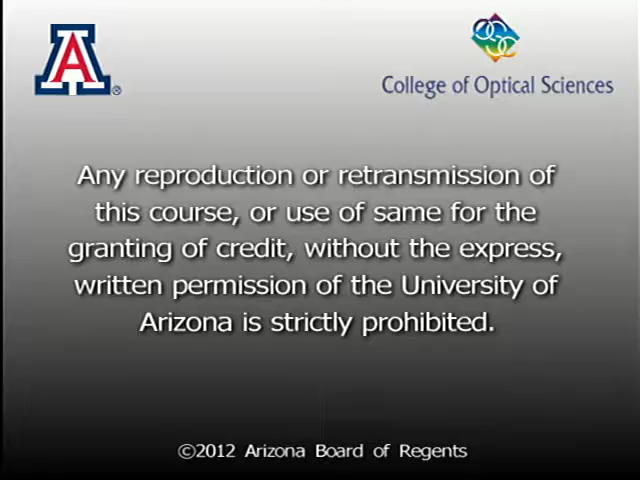 A
®
College of Optical Sciences
Any reproduction or retransmission of
this course, or use of same for the
granting of credit, without the express,
written permission of the University of
Arizona is strictly prohibited.
©2012 Arizona Board of Regents